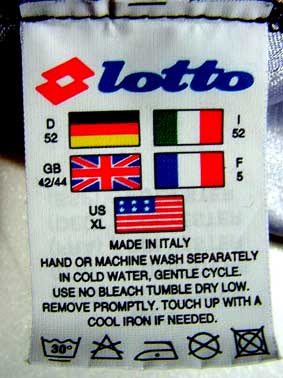 lotto
D 52 I 52
GB 42/44 F 5
US XL
MADE IN ITALY
HAND OR MACHINE WASH SEPARATELY
IN COLD WATER, GENTLE CYCLE.
USE NO BLEACH TUMBLE DRY LOW.
REMOVE PROMPTLY. TOUCH UP WITH A
COOL IRON IF NEEDED.
30°